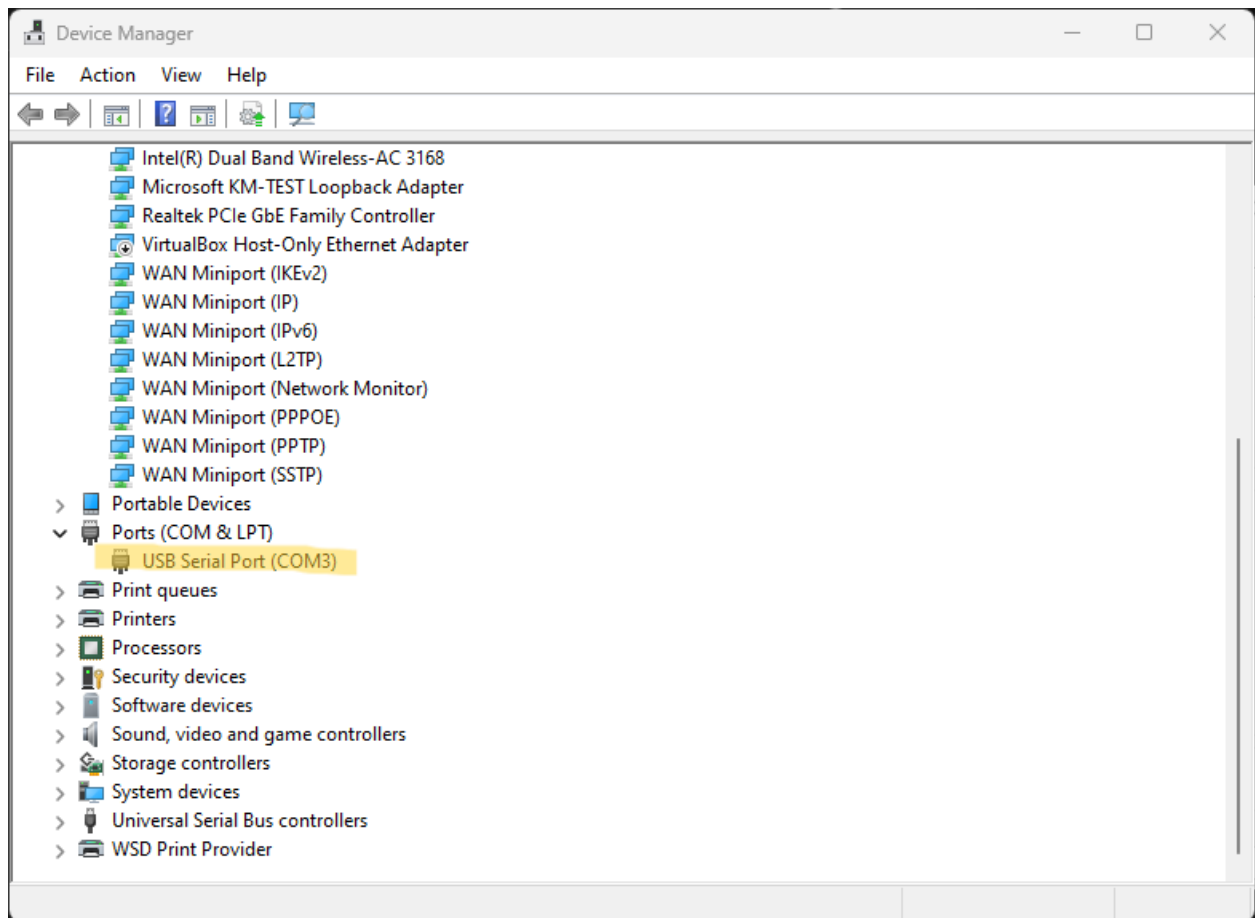 Device Manager
File Action View Help
Intel(R) Dual Band Wireless-AC 3168
Microsoft KM-TEST Loopback Adapter
Realtek PCIe GbE Family Controller
VirtualBox Host-Only Ethernet Adapter
WAN Miniport (IKEv2)
WAN Miniport (IP)
WAN Miniport (IPv6)
WAN Miniport (L2TP)
WAN Miniport (Network Monitor)
WAN Miniport (PPPOE)
WAN Miniport (PPTP)
WAN Miniport (SSTP)
Portable Devices
Ports (COM & LPT)
USB Serial Port (COM3)
Print queues
Printers
Processors
Security devices
Software devices
Sound, video and game controllers
Storage controllers
System devices
Universal Serial Bus controllers
WSD Print Provider